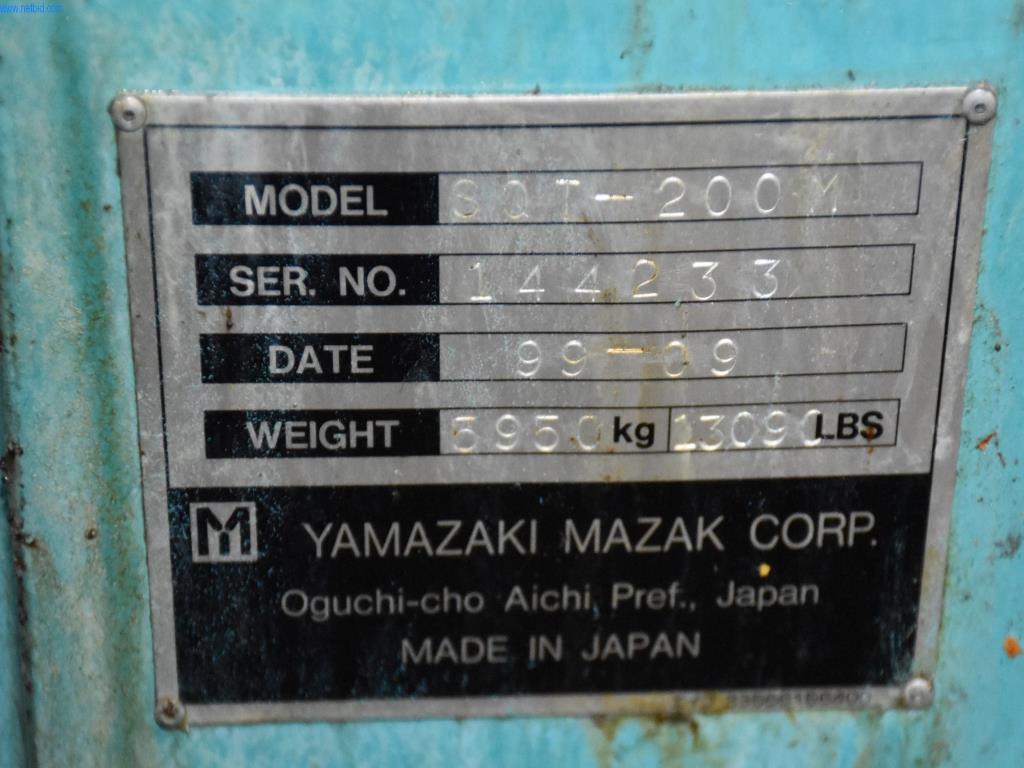 www.netbid.com
MODEL SQT-200M
SER. NO. 144233
DATE 99-09
WEIGHT 5950 kg 13090 LBS
M YAMAZAKI MAZAK CORP.
Oguchi-cho Aichi Pref., Japan
MADE IN JAPAN